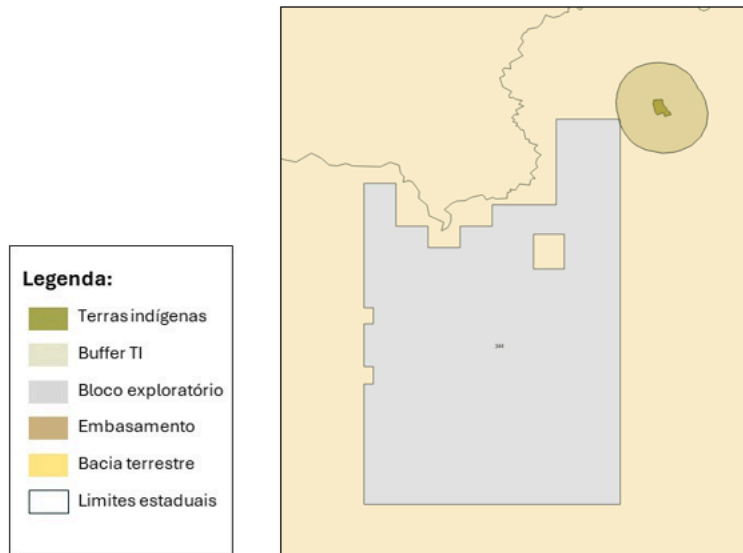 Legenda:
Terras indígenas
Buffer TI
Bloco exploratório
Embasamento
Bacia terrestre
Limites estaduais